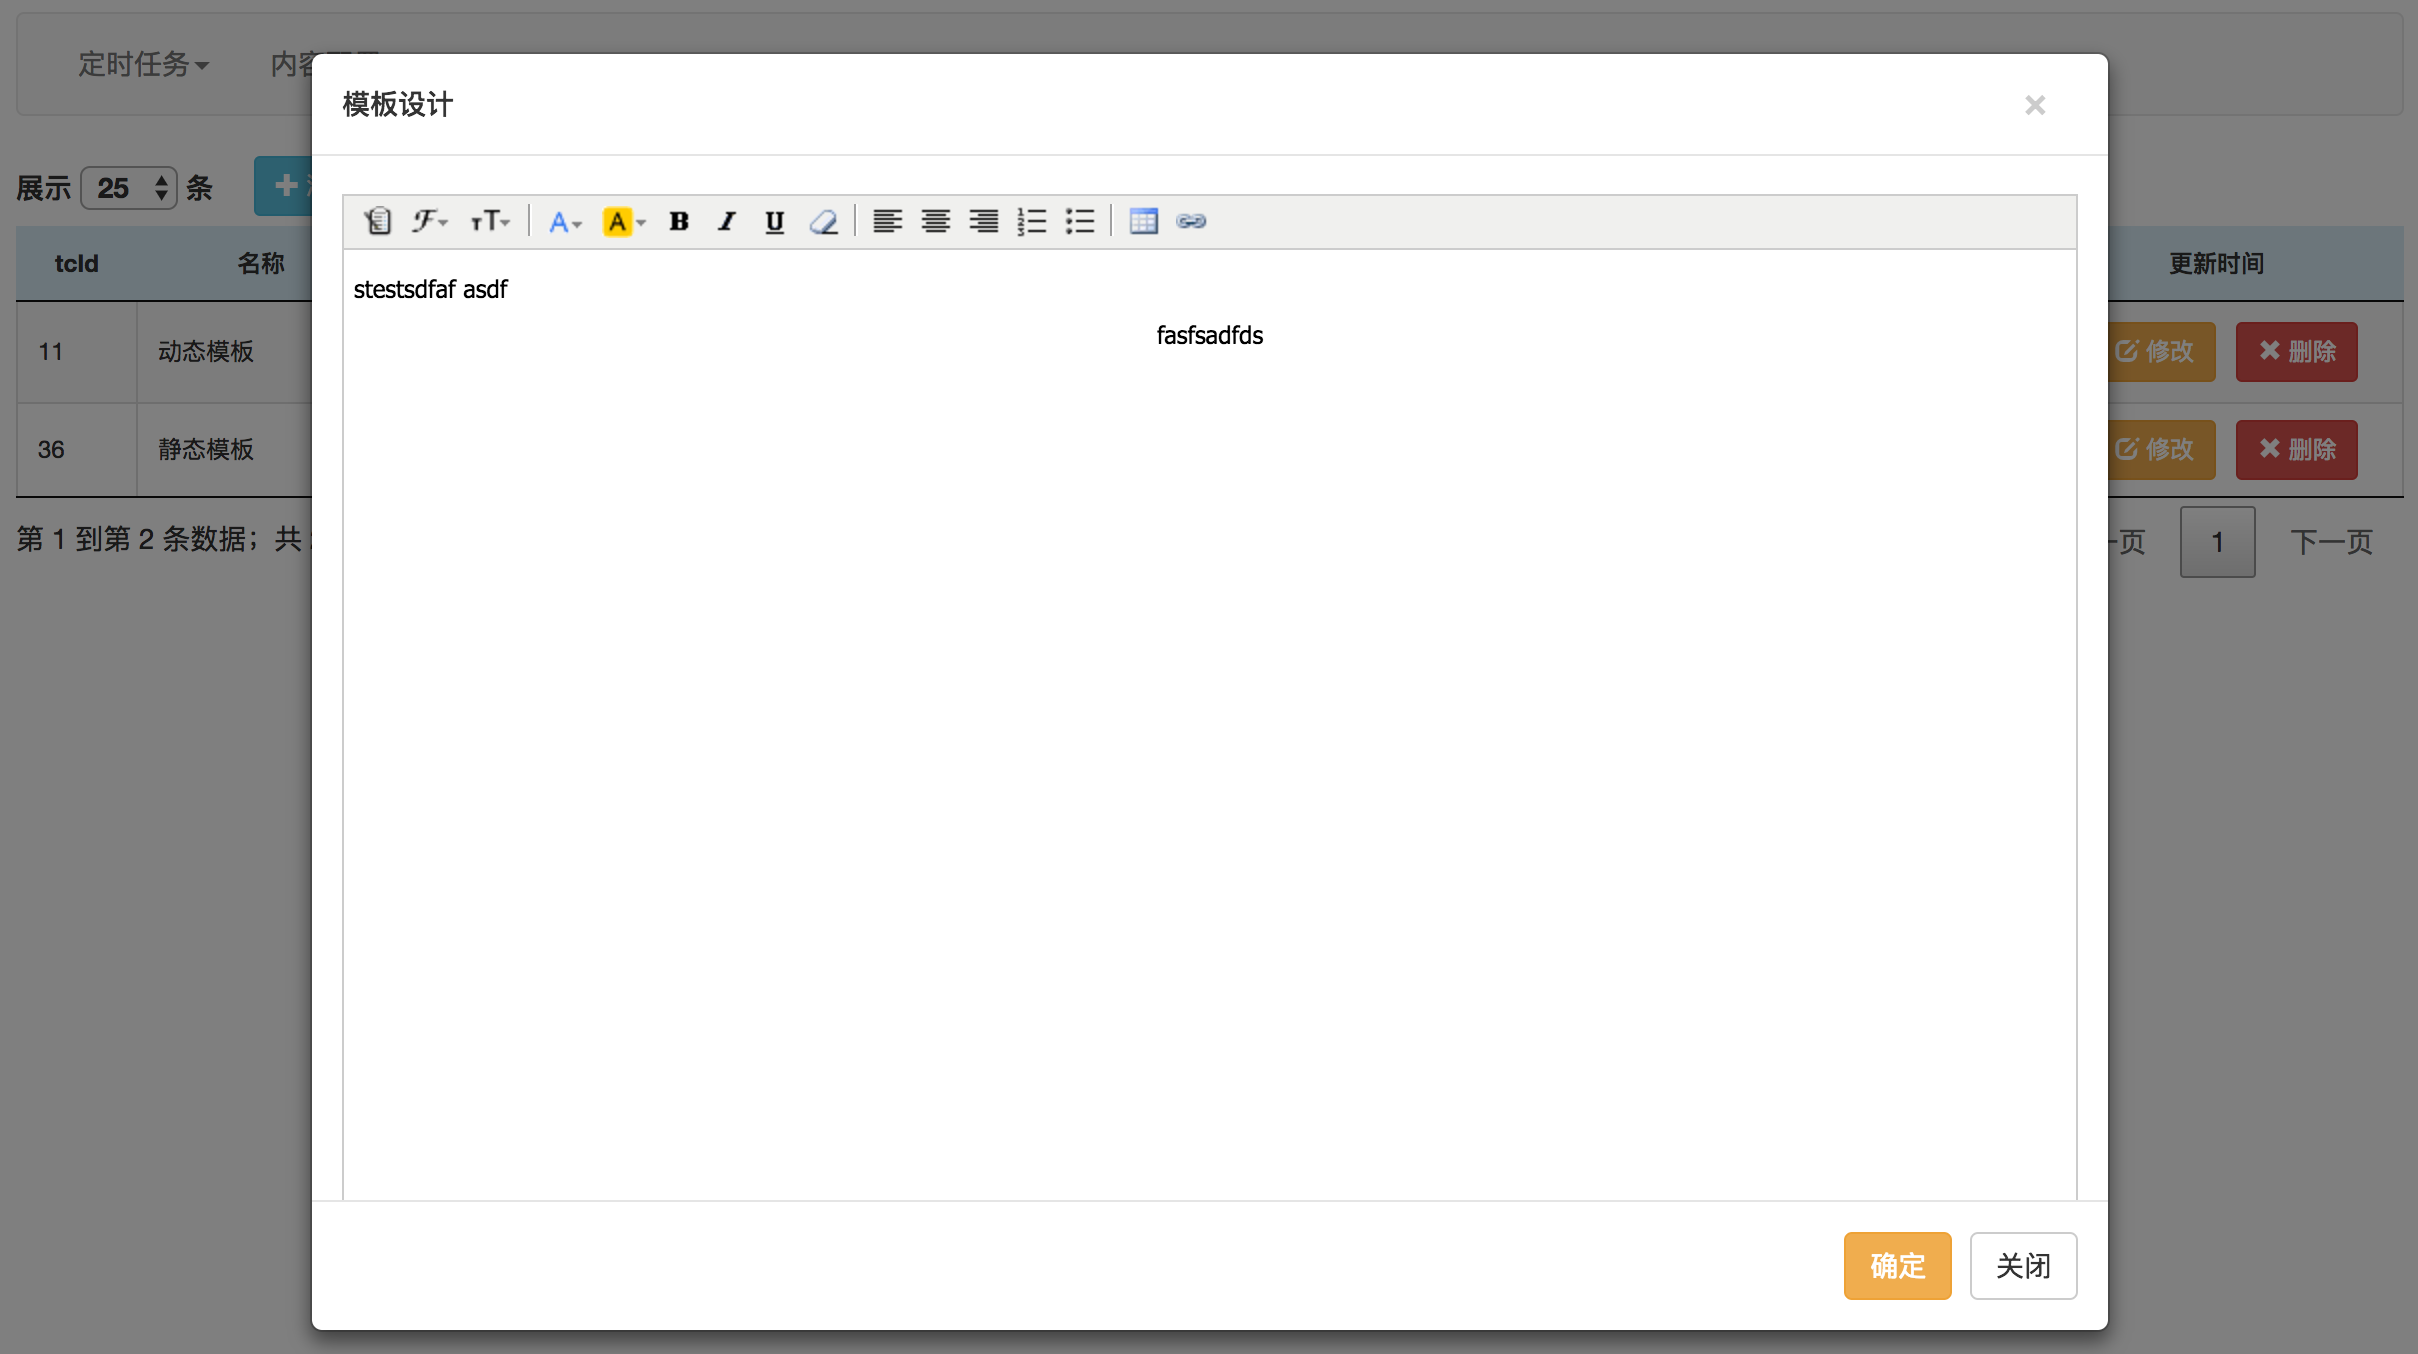 定时任务 内容
模板设计
×
展示 25 条
tcId 名称 更新时间
stestsdfaf asdf
fasfsadfds
11 动态模板 修改 删除
36 静态模板 修改 删除
第 1 到第 2 条数据；共
一页 1 下一页
确定 关闭